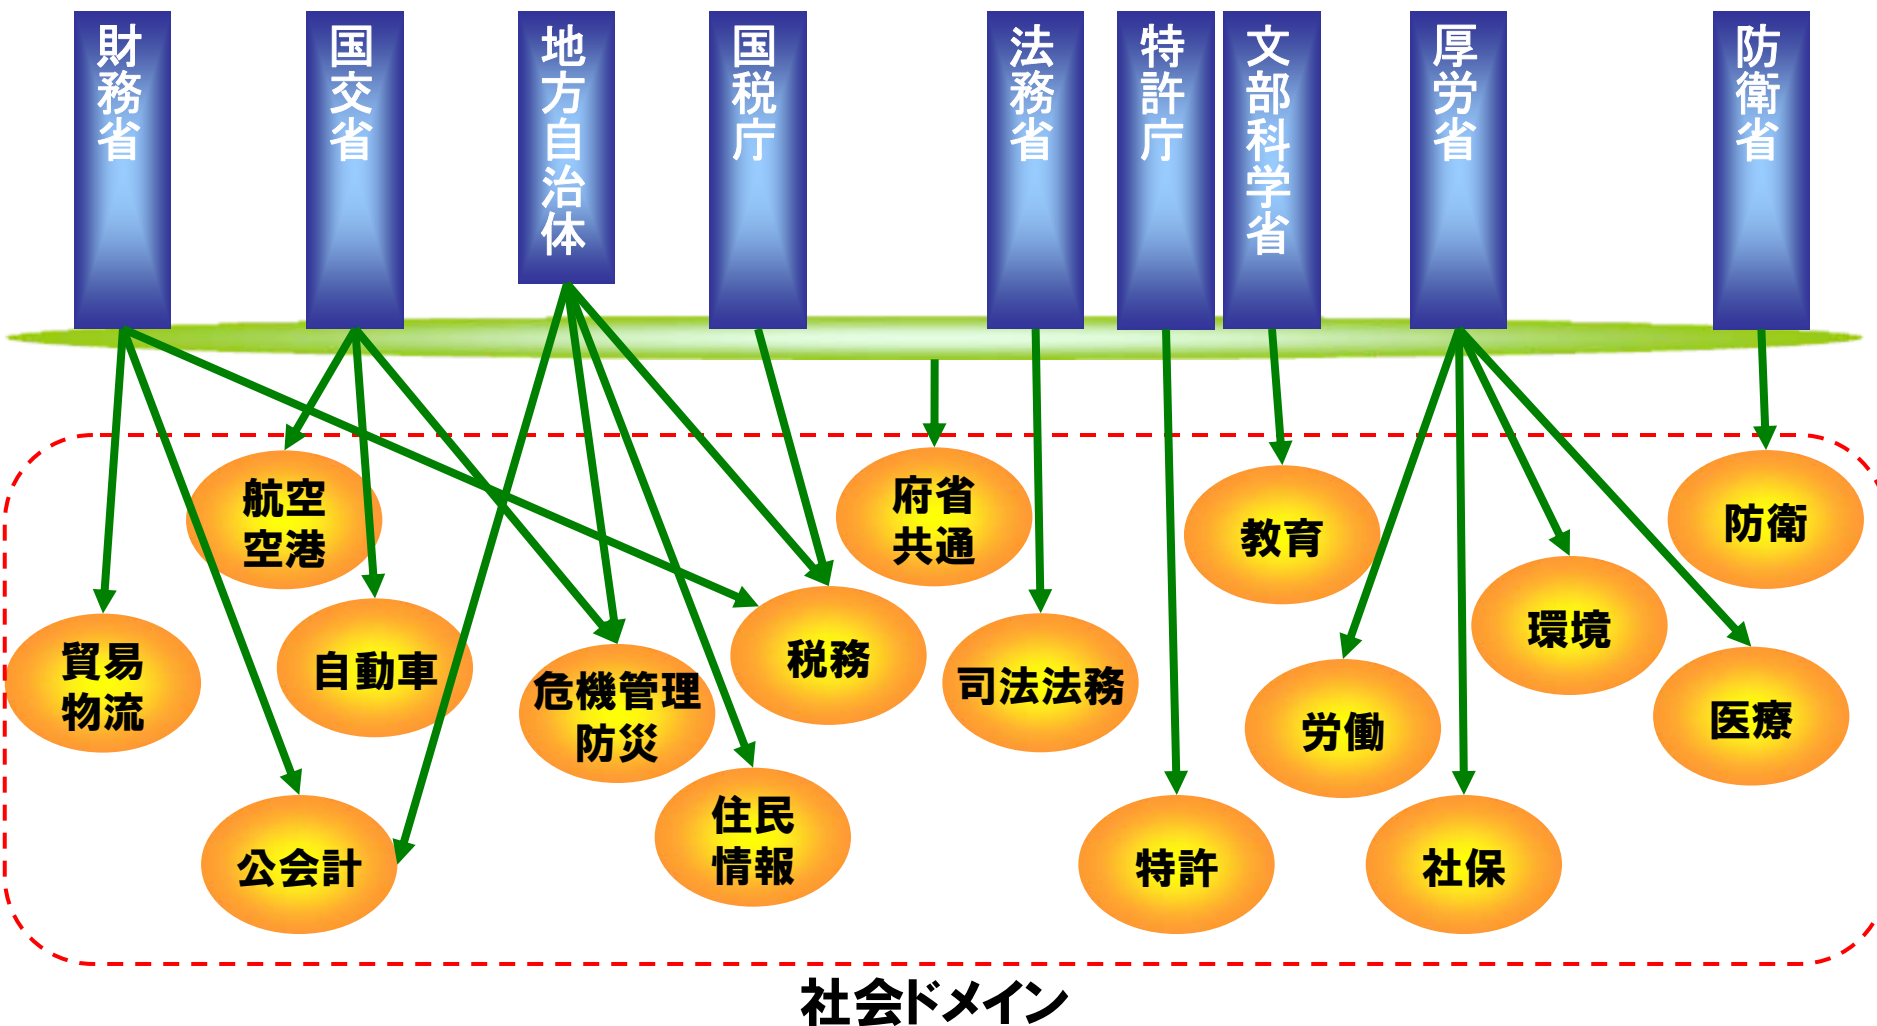 財務省
国交省
地方自治体
国税庁
法務省
特許庁
文部科学省
厚労省
防衛省
航空
空港
府省
共通
教育
防衛
貿易
物流
自動車
危機管理
防災
税務
司法法務
環境
労働
医療
公会計
住民
情報
特許
社保
社会ドメイン